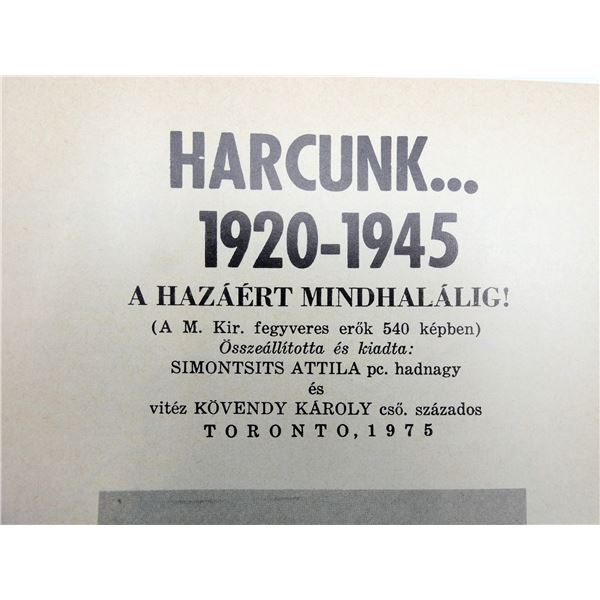 HARCUNK...
1920-1945
A HAZÁÉRT MINDHALÁLIG!
(A M. Kir. fegyveres erők 540 képben)
Összeállította és kiadta:
SIMONTSITS ATTILA pc. hadnagy
és
vitéz KÖVENDY KÁROLY cső. százados
TORONTO, 1975